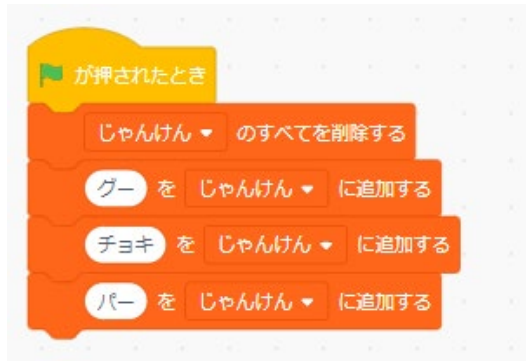 が押されたとき
じゃんけん のすべてを削除する
グー を じゃんけん に追加する
チョキ を じゃんけん に追加する
パー を じゃんけん に追加する